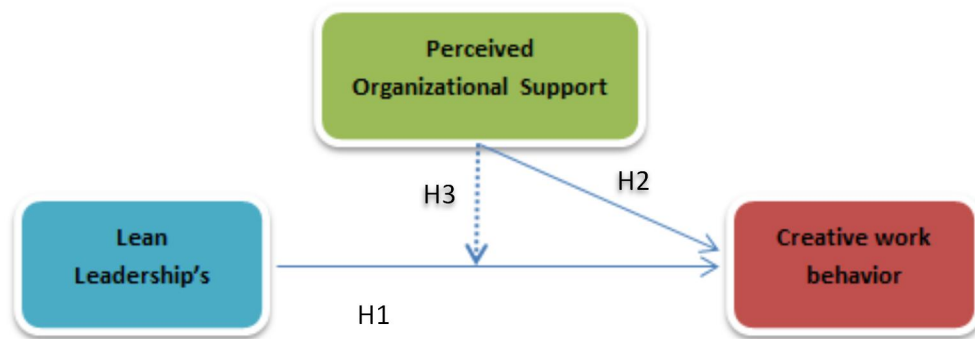 Perceived
Organizational Support
H3
H2
Lean
Leadership's
Creative work
behavior
H1